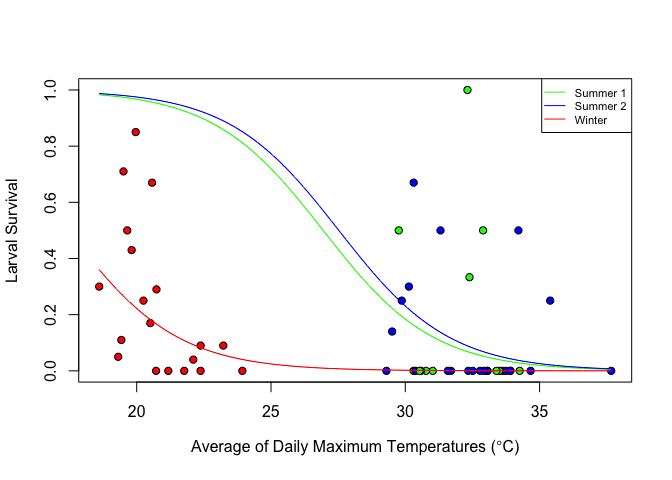 Summer 1
Summer 2
Winter
1.0
0.8
0.6
0.4
0.2
0.0
Larval Survival
20 25 30 35
Average of Daily Maximum Temperatures (°C)